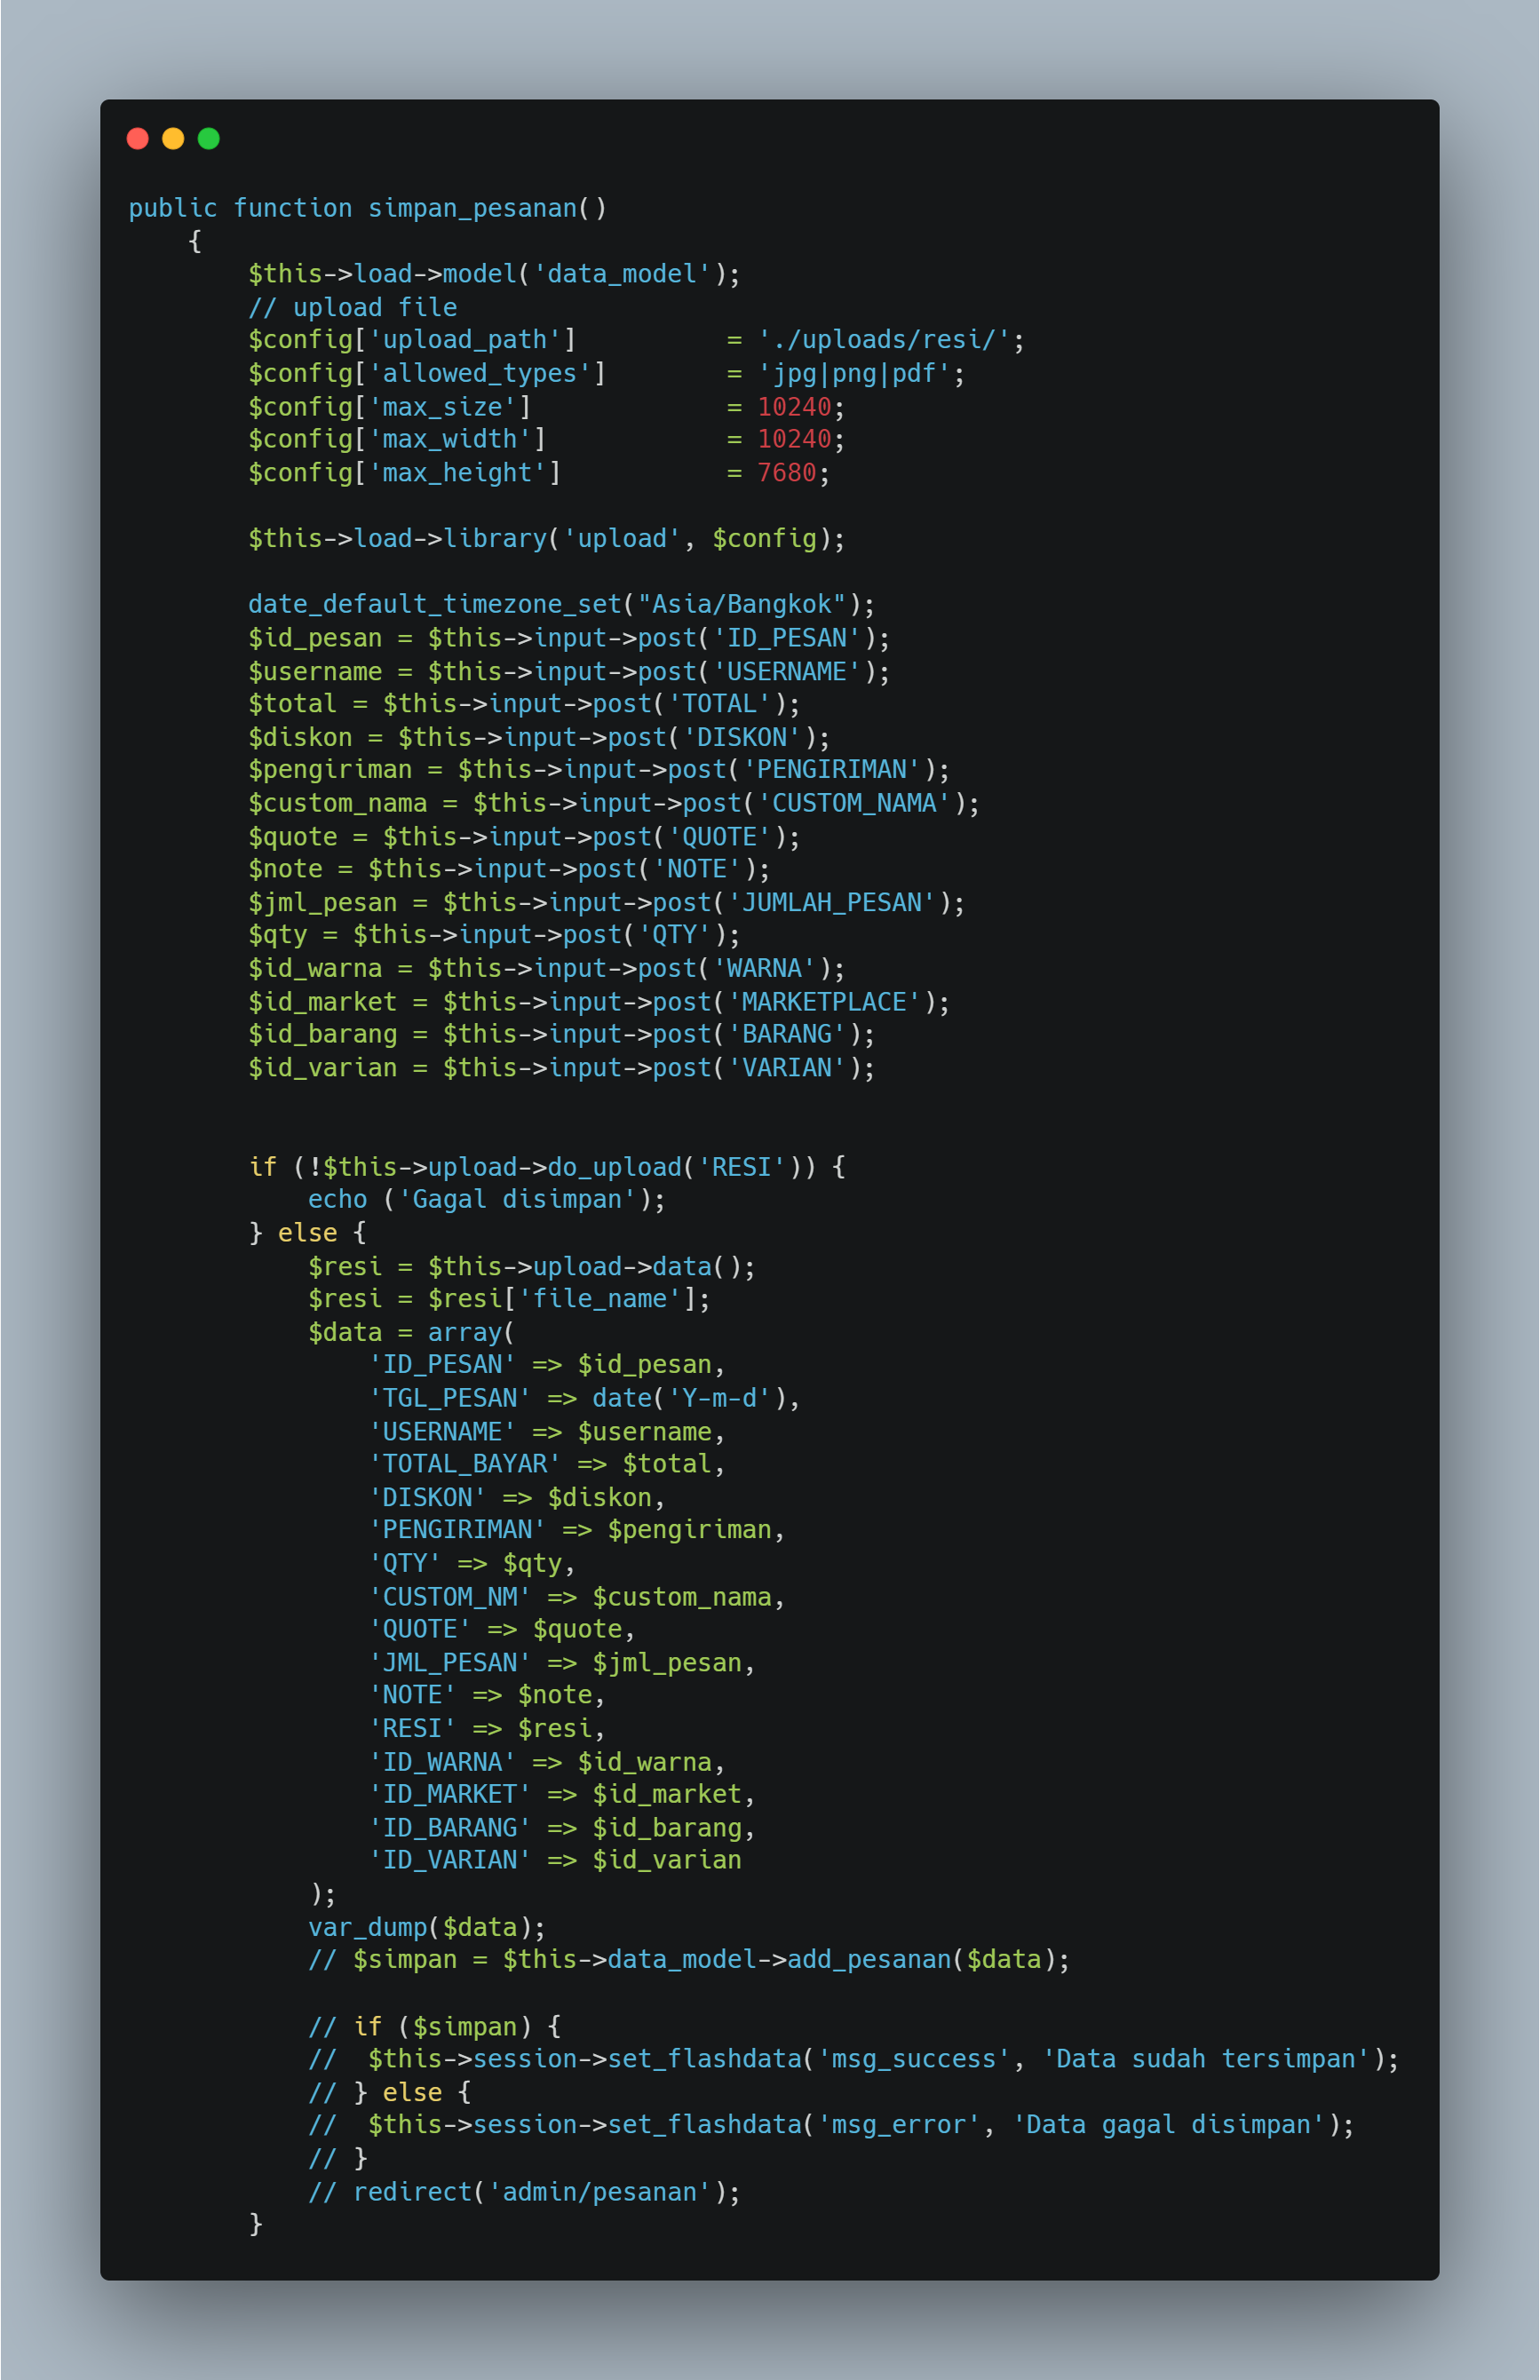 public function simpan_pesanan()
    {
        $this->load->model('data_model');
        // upload file
        $config['upload_path']          = './uploads/resi/';
        $config['allowed_types']        = 'jpg|png|pdf';
        $config['max_size']             = 10240;
        $config['max_width']            = 10240;
        $config['max_height']           = 7680;

        $this->load->library('upload', $config);

        date_default_timezone_set("Asia/Bangkok");
        $id_pesan = $this->input->post('ID_PESAN');
        $username = $this->input->post('USERNAME');
        $total = $this->input->post('TOTAL');
        $diskon = $this->input->post('DISKON');
        $pengiriman = $this->input->post('PENGIRIMAN');
        $custom_nama = $this->input->post('CUSTOM_NAMA');
        $quote = $this->input->post('QUOTE');
        $note = $this->input->post('NOTE');
        $jml_pesan = $this->input->post('JUMLAH_PESAN');
        $qty = $this->input->post('QTY');
        $id_warna = $this->input->post('WARNA');
        $id_market = $this->input->post('MARKETPLACE');
        $id_barang = $this->input->post('BARANG');
        $id_varian = $this->input->post('VARIAN');


        if (!$this->upload->do_upload('RESI')) {
            echo ('Gagal disimpan');
        } else {
            $resi = $this->upload->data();
            $resi = $resi['file_name'];
            $data = array(
                'ID_PESAN' => $id_pesan,
                'TGL_PESAN' => date('Y-m-d'),
                'USERNAME' => $username,
                'TOTAL_BAYAR' => $total,
                'DISKON' => $diskon,
                'PENGIRIMAN' => $pengiriman,
                'QTY' => $qty,
                'CUSTOM_NM' => $custom_nama,
                'QUOTE' => $quote,
                'JML_PESAN' => $jml_pesan,
                'NOTE' => $note,
                'RESI' => $resi,
                'ID_WARNA' => $id_warna,
                'ID_MARKET' => $id_market,
                'ID_BARANG' => $id_barang,
                'ID_VARIAN' => $id_varian
            );
            var_dump($data);
            // $simpan = $this->data_model->add_pesanan($data);

            // if ($simpan) {
            //  $this->session->set_flashdata('msg_success', 'Data sudah tersimpan');
            // } else {
            //  $this->session->set_flashdata('msg_error', 'Data gagal disimpan');
            // }
            // redirect('admin/pesanan');
        }